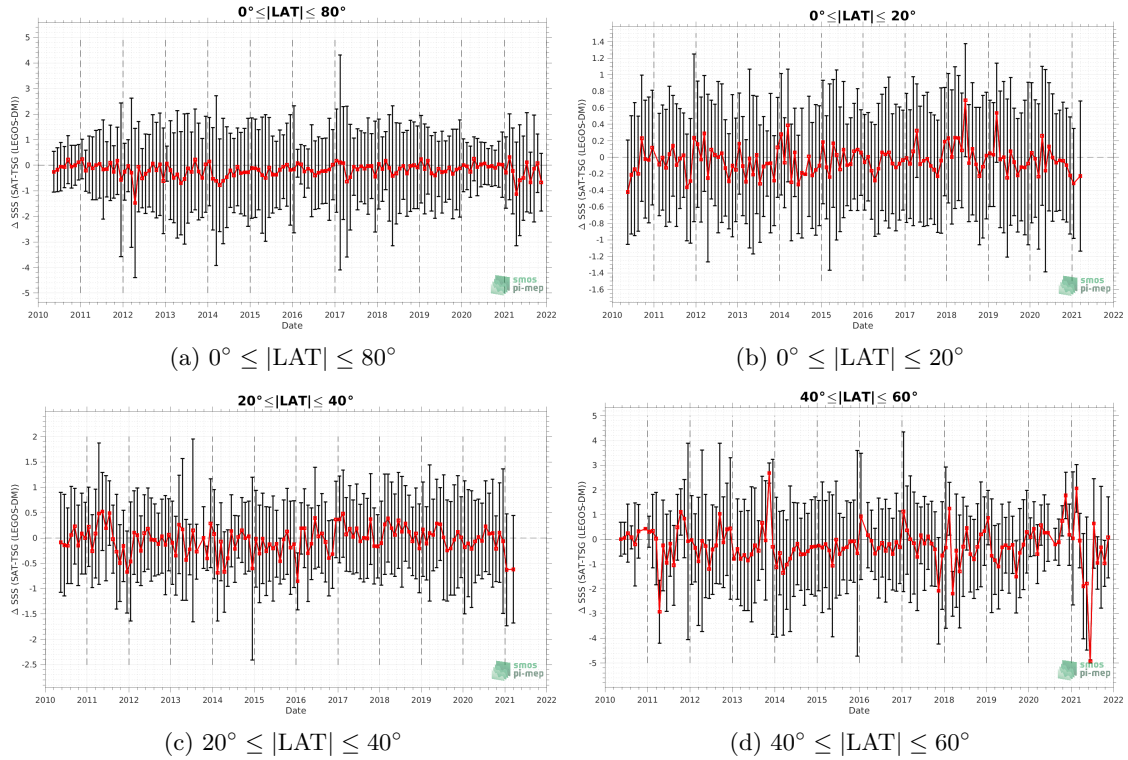 0°≤|LAT|≤ 80°
Δ SSS (SAT-TSG (LEGOS-DM))
5
4
3
2
1
0
-1
-2
-3
-4
-5
2010 2011 2012 2013 2014 2015 2016 2017 2018 2019 2020 2021 2022
Date
smos
pi-mep
(a) 0° ≤ |LAT| ≤ 80°
0°≤|LAT|≤ 20°
Δ SSS (SAT-TSG (LEGOS-DM))
1.4
1.2
1
0.8
0.6
0.4
0.2
0
-0.2
-0.4
-0.6
-0.8
-1
-1.2
-1.4
-1.6
2010 2011 2012 2013 2014 2015 2016 2017 2018 2019 2020 2021 2022
Date
smos
pi-mep
(b) 0° ≤ |LAT| ≤ 20°
20°≤|LAT|≤ 40°
Δ SSS (SAT-TSG (LEGOS-DM))
2
1.5
1
0.5
0
-0.5
-1
-1.5
-2
-2.5
2010 2011 2012 2013 2014 2015 2016 2017 2018 2019 2020 2021 2022
Date
smos
pi-mep
(c) 20° ≤ |LAT| ≤ 40°
40°≤|LAT|≤ 60°
Δ SSS (SAT-TSG (LEGOS-DM))
5
4
3
2
1
0
-1
-2
-3
-4
-5
2010 2011 2012 2013 2014 2015 2016 2017 2018 2019 2020 2021 2022
Date
smos
pi-mep
(d) 40° ≤ |LAT| ≤ 60°